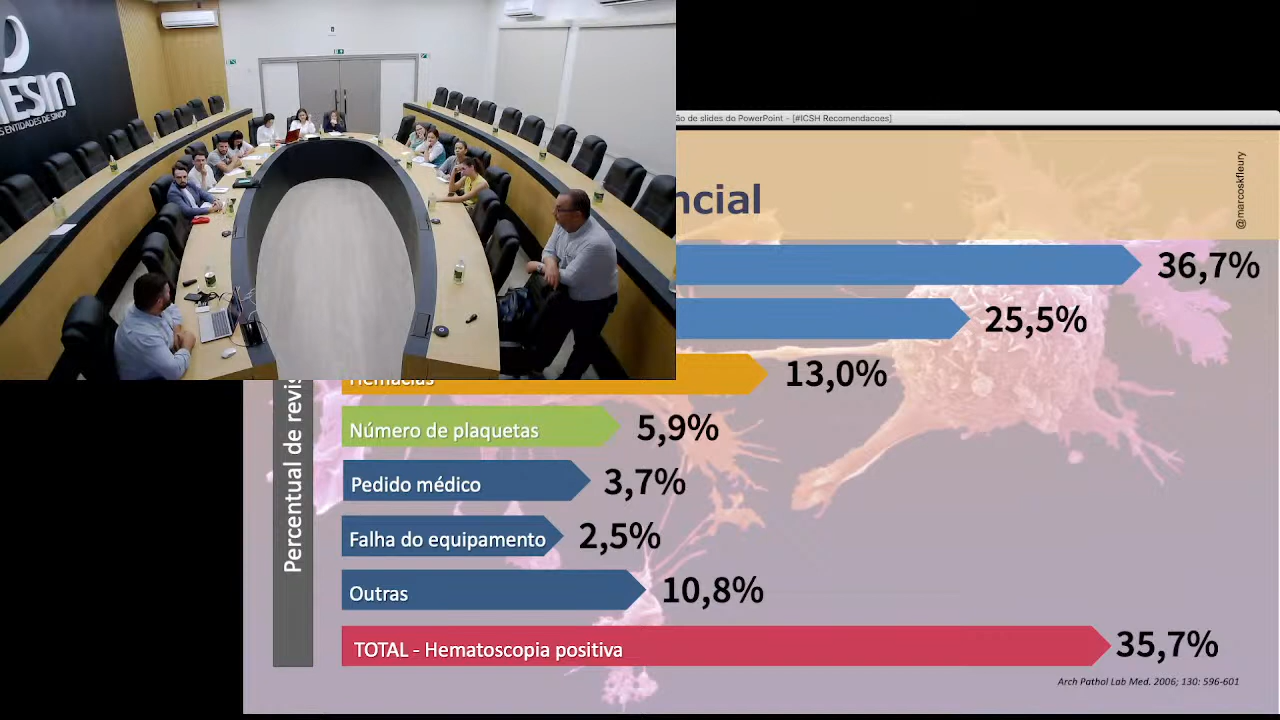 AS ENTIDADES DE SINOP
ão de slides do PowerPoint - [#ICSH Recomendacoes]
@marcoskfleury
ncial
36,7%
25,5%
Hemácias 13,0%
Número de plaquetas 5,9%
Pedido médico 3,7%
Falha do equipamento 2,5%
Outras 10,8%
TOTAL - Hematoscopia positiva 35,7%
Percentual de revis
Arch Pathol Lab Med. 2006; 130: 596-601